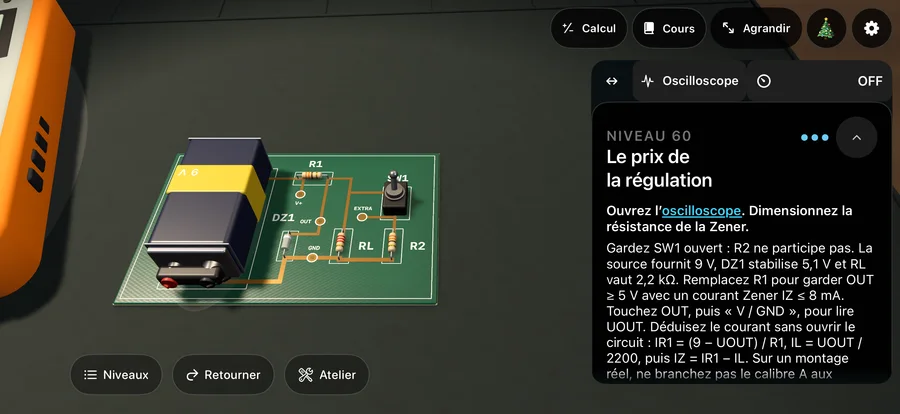 Calcul
Cours
Agrandir
Oscilloscope
OFF
NIVEAU 60
Le prix de
la régulation
Ouvrez l’oscilloscope. Dimensionnez la
résistance de la Zener.
Gardez SW1 ouvert : R2 ne participe pas. La
source fournit 9 V, DZ1 stabilise 5,1 V et RL
vaut 2,2 kΩ. Remplacez R1 pour garder OUT
≥ 5 V avec un courant Zener IZ ≤ 8 mA.
Touchez OUT, puis « V / GND », pour lire
UOUT. Déduisez le courant sans ouvrir le
circuit : IR1 = (9 − UOUT) / R1, IL = UOUT /
2200, puis IZ = IR1 − IL. Sur un montage
réel, ne branchez pas le calibre A aux
A 6
R1
V+
DZ1
OUT
EXTRA
GND
RL
R2
Niveaux
Retourner
Atelier